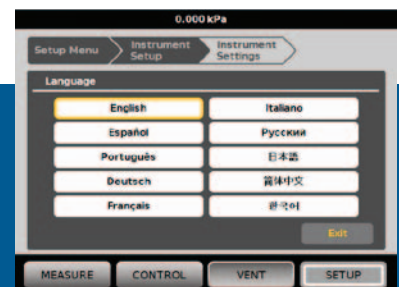 0.000 kPa
Setup Menu
Instrument Setup
Instrument Settings
Language
English
Italiano
Español
Русский
Português
日本語
Deutsch
简体中文
Français
한국어
Exit
MEASURE
CONTROL
VENT
SETUP